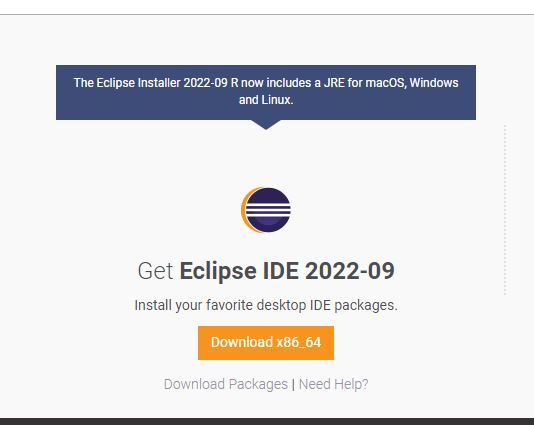 The Eclipse Installer 2022-09 R now includes a JRE for macOS, Windows
and Linux.
Get Eclipse IDE 2022-09
Install your favorite desktop IDE packages.
Download x86_64
Download Packages | Need Help?